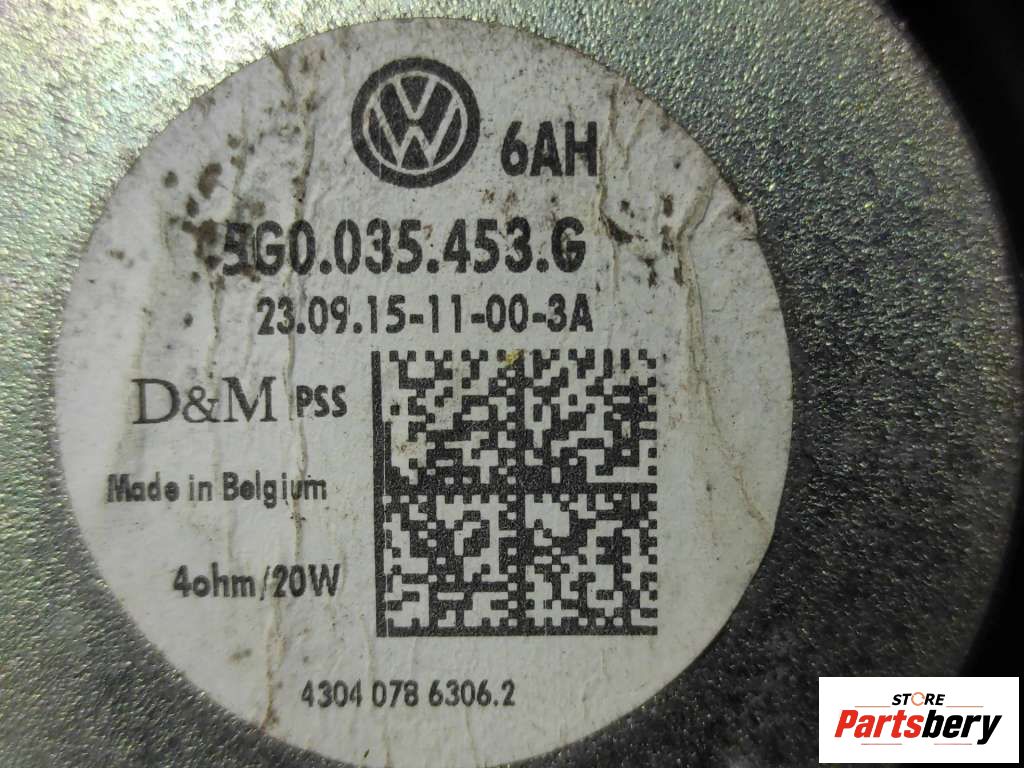 VW 6AH
5G0.035.453.G
23.09.15-11-00-3A
D&M PSS
Made in Belgium
4ohm/20W
4304 078 6306.2
STORE
Partsbery